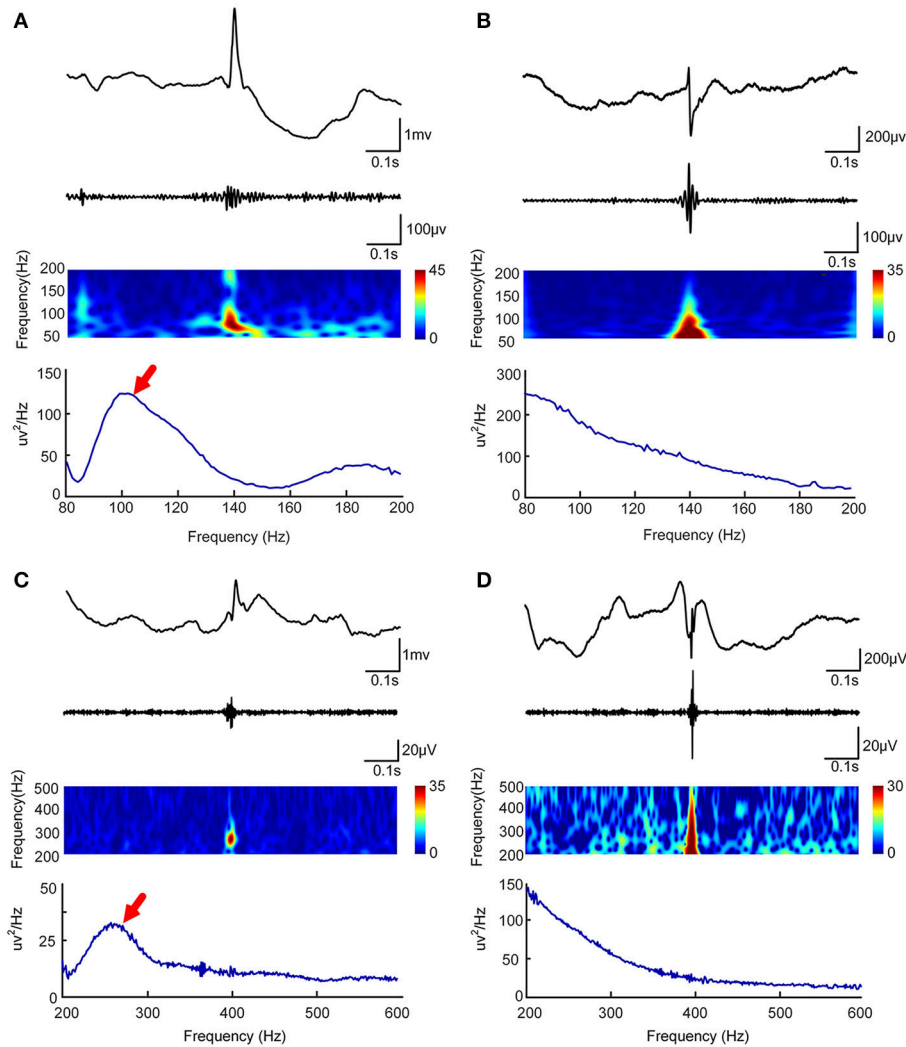 A
1mv
0.1s
100μv
0.1s
Frequency(Hz)
200
150
100
50
45
0
uv²/Hz
150
100
50
0
80 100 120 140 160 180 200
Frequency (Hz)
B
200μv
0.1s
100μv
0.1s
Frequency(Hz)
200
150
100
50
35
0
uv²/Hz
300
200
100
0
80 100 120 140 160 180 200
Frequency (Hz)
C
1mv
0.1s
20μV
0.1s
Frequency(Hz)
500
400
300
200
35
0
uv²/Hz
50
25
0
200 300 400 500 600
Frequency (Hz)
D
200μV
0.1s
20μV
0.1s
Frequency(Hz)
500
400
300
200
30
0
uv²/Hz
150
100
50
0
200 300 400 500 600
Frequency (Hz)